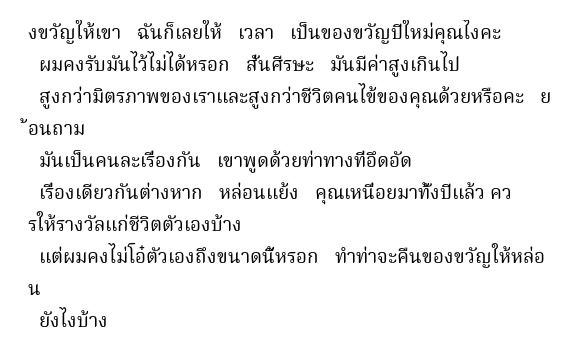 งขวัญให้เขา ฉันก็เลยให้ เวลา เป็นของขวัญปีใหม่คุณไงคะ
ผมคงรับมันไว้ไม่ได้หรอก สั่นศีรษะ มันมีค่าสูงเกินไป
สูงกว่ามิตรภาพของเราและสูงกว่าชีวิตคนไข้ของคุณด้วยหรือคะ ย
้อนถาม
มันเป็นคนละเรื่องกัน เขาพูดด้วยท่าทางที่อึดอัด
เรื่องเดียวกันต่างหาก หล่อนแย้ง คุณเหนื่อยมาทั้งปีแล้ว คว
รให้รางวัลแก่ชีวิตตัวเองบ้าง
แต่ผมคงไม่โอ๋ตัวเองถึงขนาดนี้หรอก ทำท่าจะคืนของขวัญให้หล่อ
น
ยังไงบ้าง